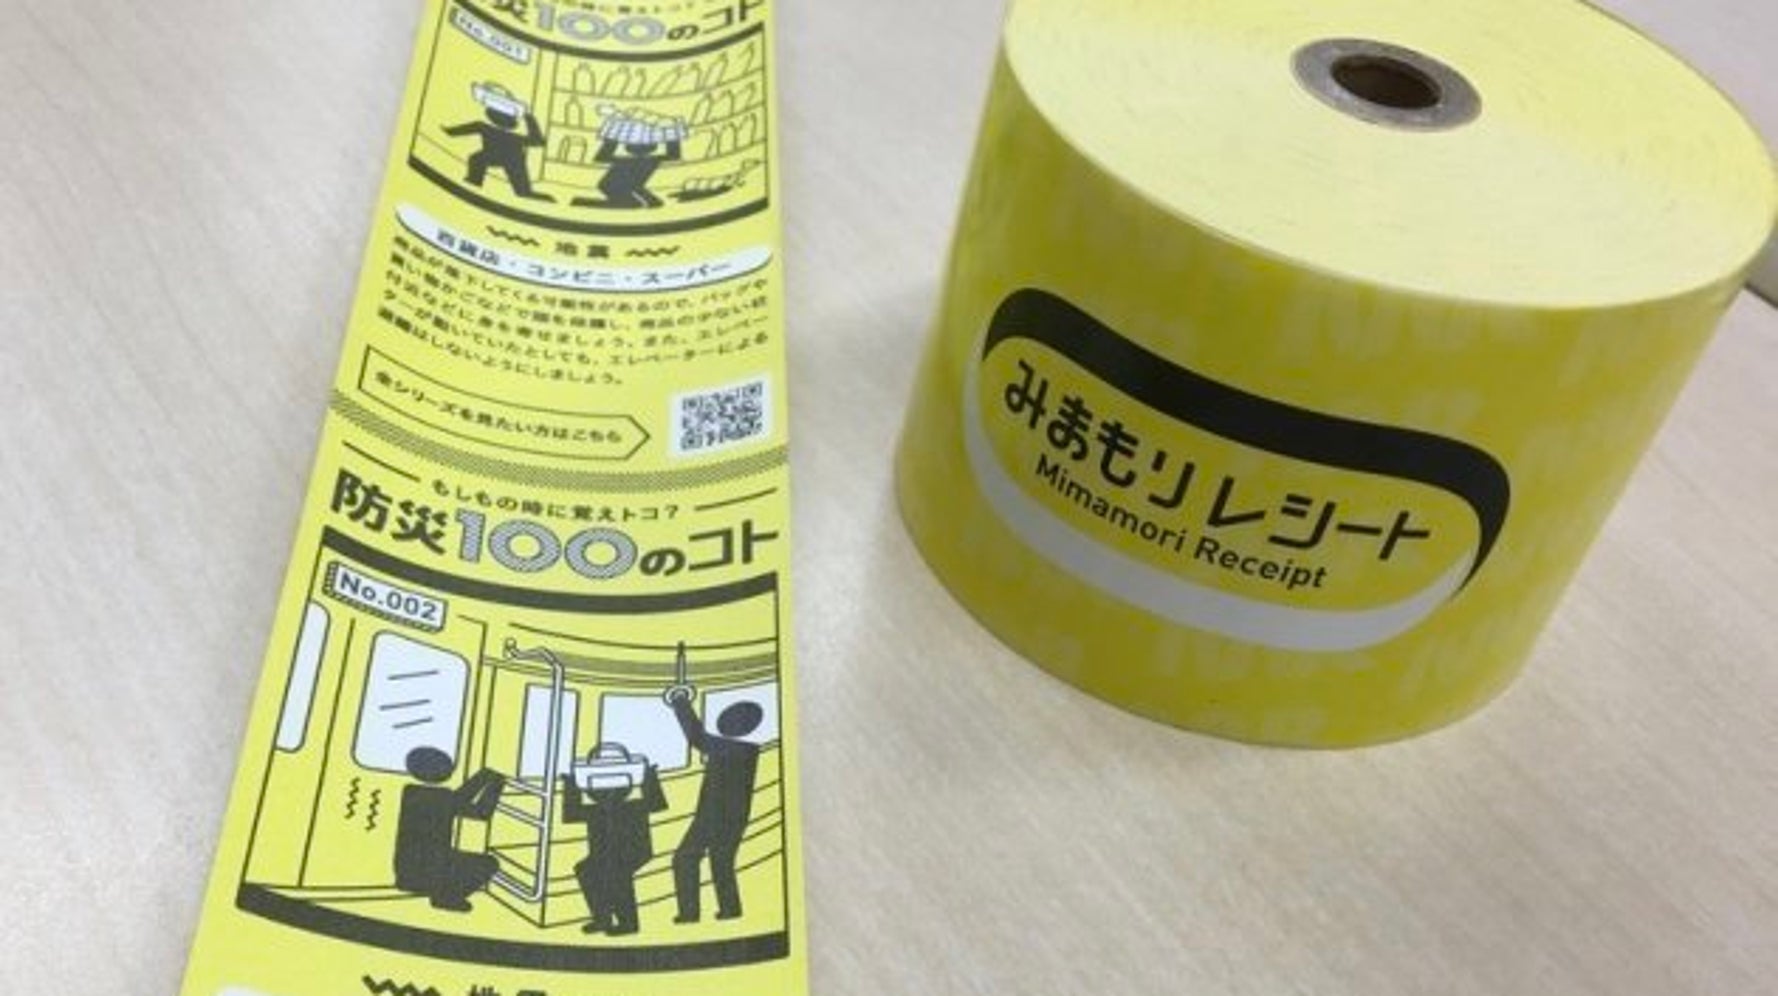 防災100のコト
No.001
地震
百貨店・コンビニ・スーパー
商品が落下してくる可能性があるので、バッグや
買い物かごなどで頭を保護し、商品の少ない柱
付近などに身を寄せましょう。また、エレベー
ターが動いていたとしても、エレベーターによる
避難はしないようにしましょう。
全シリーズを見たい方はこちら
もしもの時に覚えトコ?
防災100のコト
No.002
地震
みまもりレシート
Mimamori Receipt